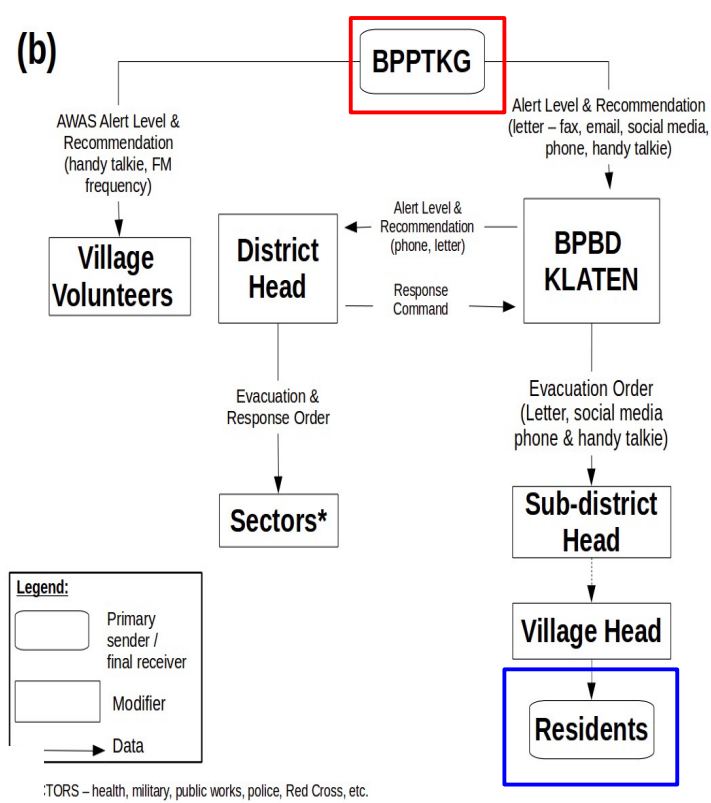 (b)
BPPTKG
AWAS Alert Level &
Recommendation
(handy talkie, FM
frequency)
Alert Level & Recommendation
(letter – fax, email, social media,
phone, handy talkie)
Village
Volunteers
District
Head
Alert Level &
Recommendation
(phone, letter)
Response
Command
BPBD
KLATEN
Evacuation &
Response Order
Evacuation Order
(Letter, social media
phone & handy talkie)
Sectors*
Sub-district
Head
Village Head
Residents
Legend:
Primary
sender /
final receiver
Modifier
Data
:TORS – health, military, public works, police, Red Cross, etc.